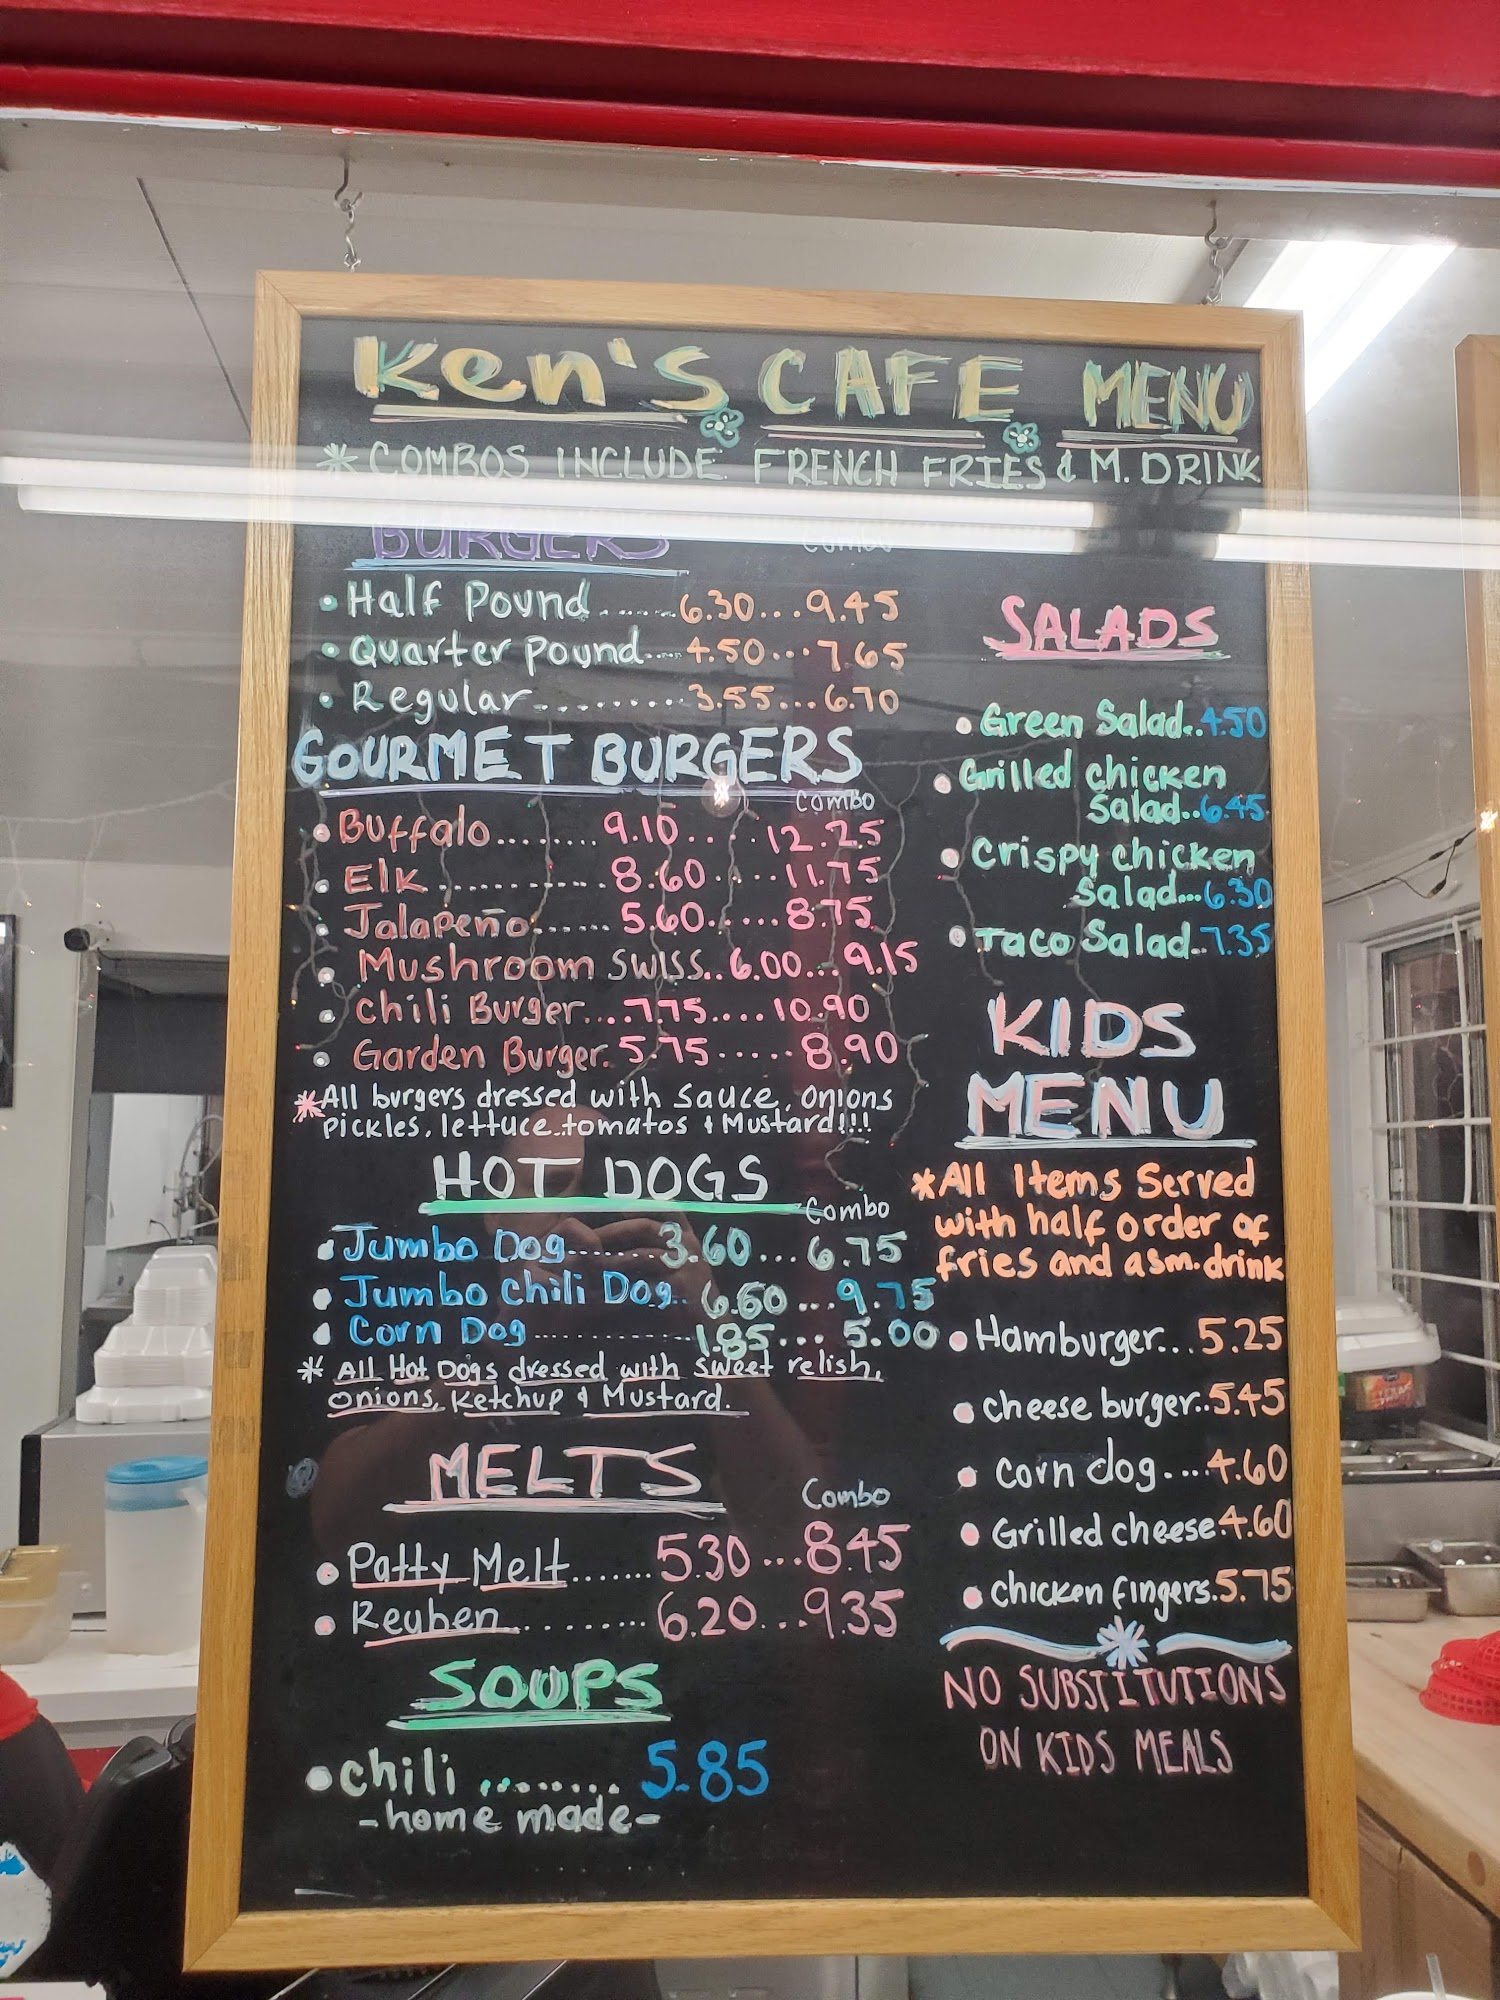 Ken's CAFE MENU
* COMBOS INCLUDE FRENCH FRIES & M. DRINK
BURGERS Combo
• Half Pound ...... 6.30...9.45
• Quarter pound.... 4.50...7.65
• Regular......... 3.55...6.70
GOURMET BURGERS
Combo
• Buffalo........ 9.10.....12.25
• Elk............ 8.60....11.75
• Jalapeño....... 5.60.....8.75
• Mushroom SWISS.. 6.00...9.15
• Chili Burger....7.75....10.90
• Garden Burger. 5.75.....8.90
*All burgers dressed with sauce, onions
pickles, lettuce..tomatos & Mustard!!!
HOT DOGS
Combo
• Jumbo Dog....... 3.60... 6.75
• Jumbo Chili Dog.. 6.60...9.75
• Corn Dog............... 1.85... 5.00
* All Hot Dogs dressed with sweet relish,
onions, Ketchup & Mustard.
MELTS
Combo
• Patty Melt....... 5.30...8.45
• Reuben.......... 6.20...9.35
SOUPS
• Chili ......... 5.85
-home made-
SALADS
• Green Salad..4.50
• Grilled chicken
Salad..6.45
• Crispy chicken
Salad...6.30
• Taco Salad..7.35
KIDS
MENU
*All Items Served
with half order of
fries and a sm. drink
• Hamburger...5.25
• cheese burger..5.45
• corn dog....4.60
• Grilled cheese.4.60
• chicken fingers.5.75
NO SUBSTITUTIONS
ON KIDS MEALS